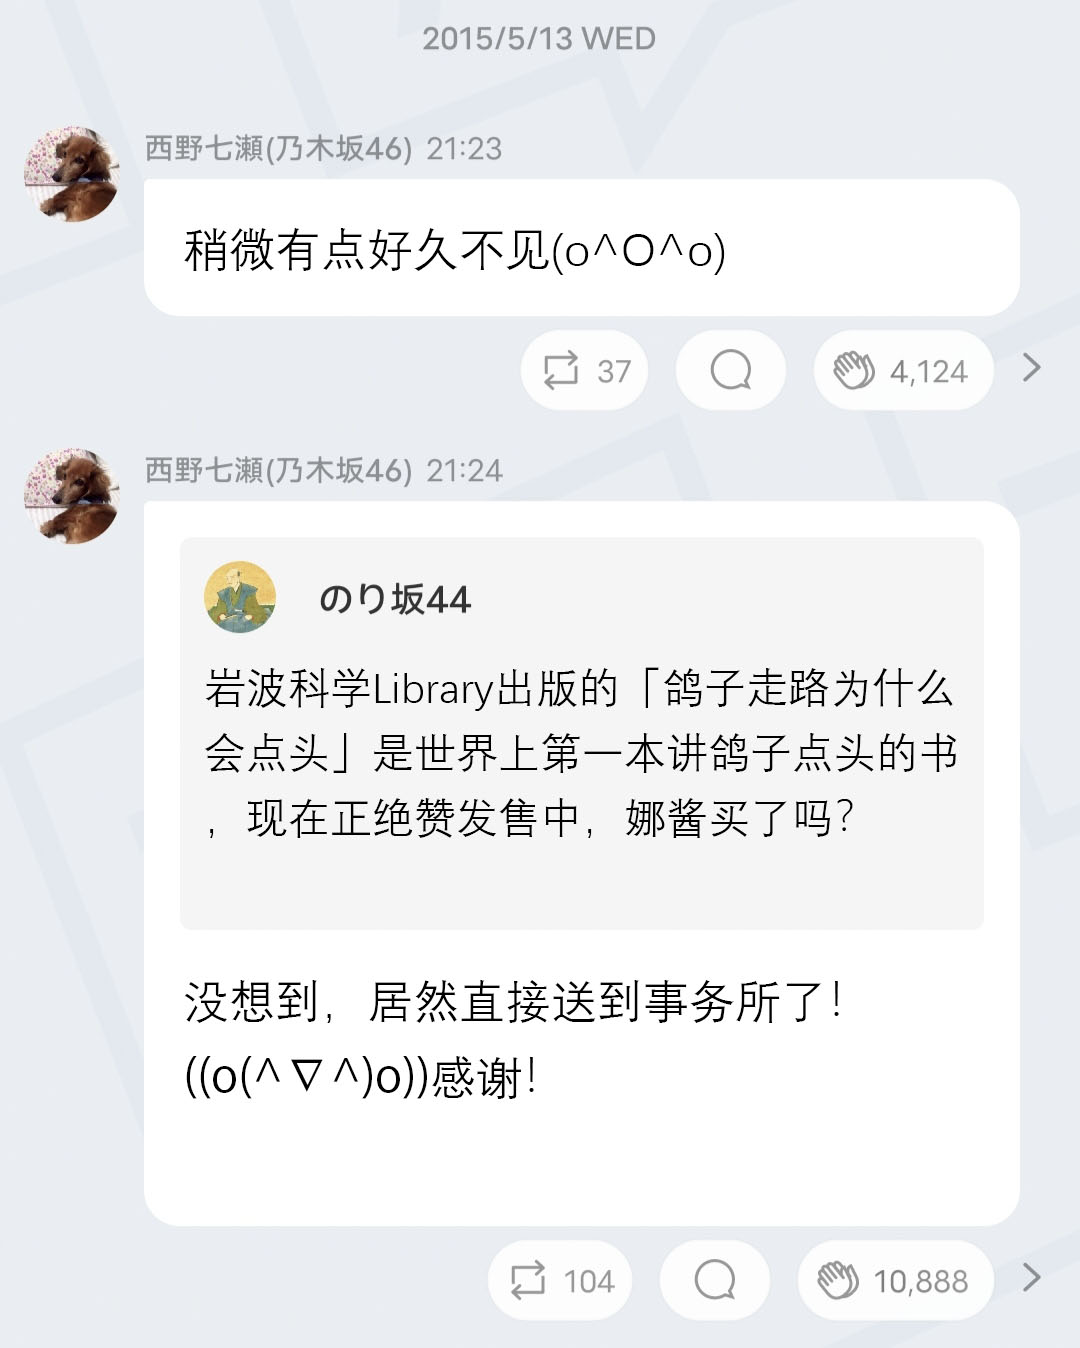 2015/5/13 WED
西野七瀬(乃木坂46) 21:23
稍微有点好久不见(o^O^o)
37
4,124
西野七瀬(乃木坂46) 21:24
のり坂44
岩波科学Library出版的「鸽子走路为什么
会点头」是世界上第一本讲鸽子点头的书
，现在正绝赞发售中，娜酱买了吗？
没想到，居然直接送到事务所了！
((o(^▽^)o))感谢！
104
10,888